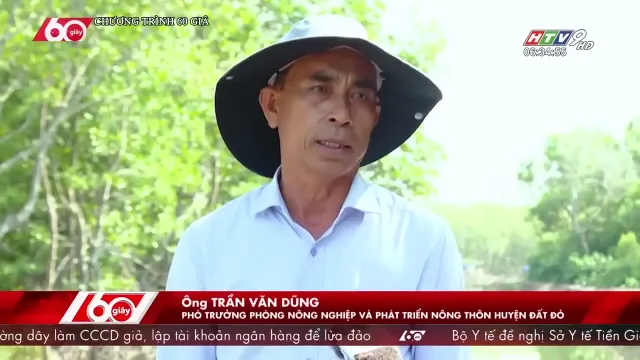 60 giây
CHƯƠNG TRÌNH 60 GIÂ
HTV9 HD
06:34:55
60 giây
Ông TRẦN VĂN DŨNG
PHÓ TRƯỞNG PHÒNG NÔNG NGHIỆP VÀ PHÁT TRIỂN NÔNG THÔN HUYỆN ĐẤT ĐỎ
ờng dây làm CCCD giả, lập tài khoản ngân hàng để lừa đảo 60 Bộ Y tế đề nghị Sở Y tế Tiền Gi